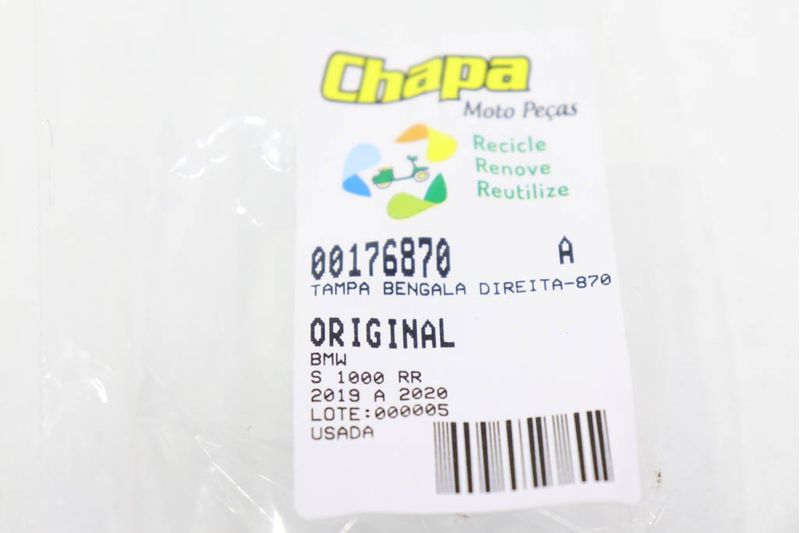 Chapa
Moto Peças
Recicle
Renove
Reutilize
00176870 A
TAMPA BENGALA DIREITA-870
ORIGINAL
BMW
S 1000 RR
2019 A 2020
LOTE:000005
USADA